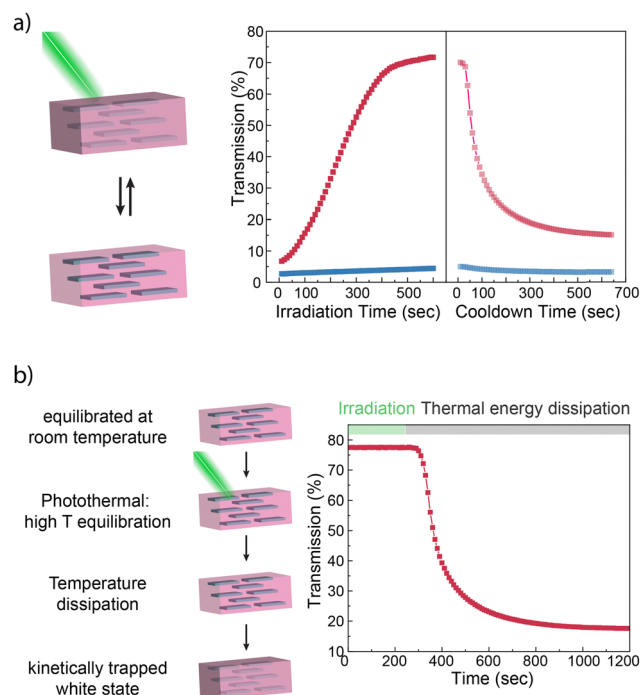 a)
80
70
60
50
40
30
20
10
0
Transmission (%)
0 100 300 500
0 100 300 500 700
Irradiation Time (sec)
Cooldown Time (sec)
b)
equilibrated at
room temperature
Photothermal:
high T equilibration
Temperature
dissipation
kinetically trapped
white state
Irradiation Thermal energy dissipation
80
70
60
50
40
30
20
10
Transmission (%)
0 200 400 600 800 1000 1200
Time (sec)